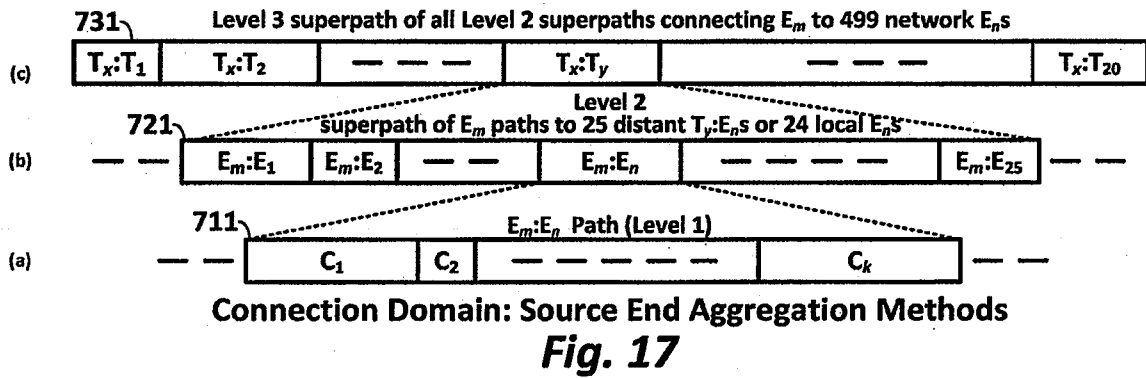 731 Level 3 superpath of all Level 2 superpaths connecting Em to 499 network Ens
(c) Tx:T1 Tx:T2 — — — Tx:Ty — — — Tx:T20
Level 2
721 superpath of Em paths to 25 distant Ty:Ens or 24 local Ens
(b) — — Em:E1 Em:E2 — — Em:En — — — — Em:E25 — —
711 Em:En Path (Level 1)
(a) — — C1 C2 — — — — — Ck — —
Connection Domain: Source End Aggregation Methods
Fig. 17